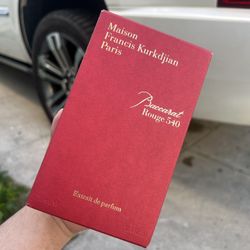 Maison
Francis Kurkdjian
Paris
Baccarat
Rouge 540
Extrait de parfum